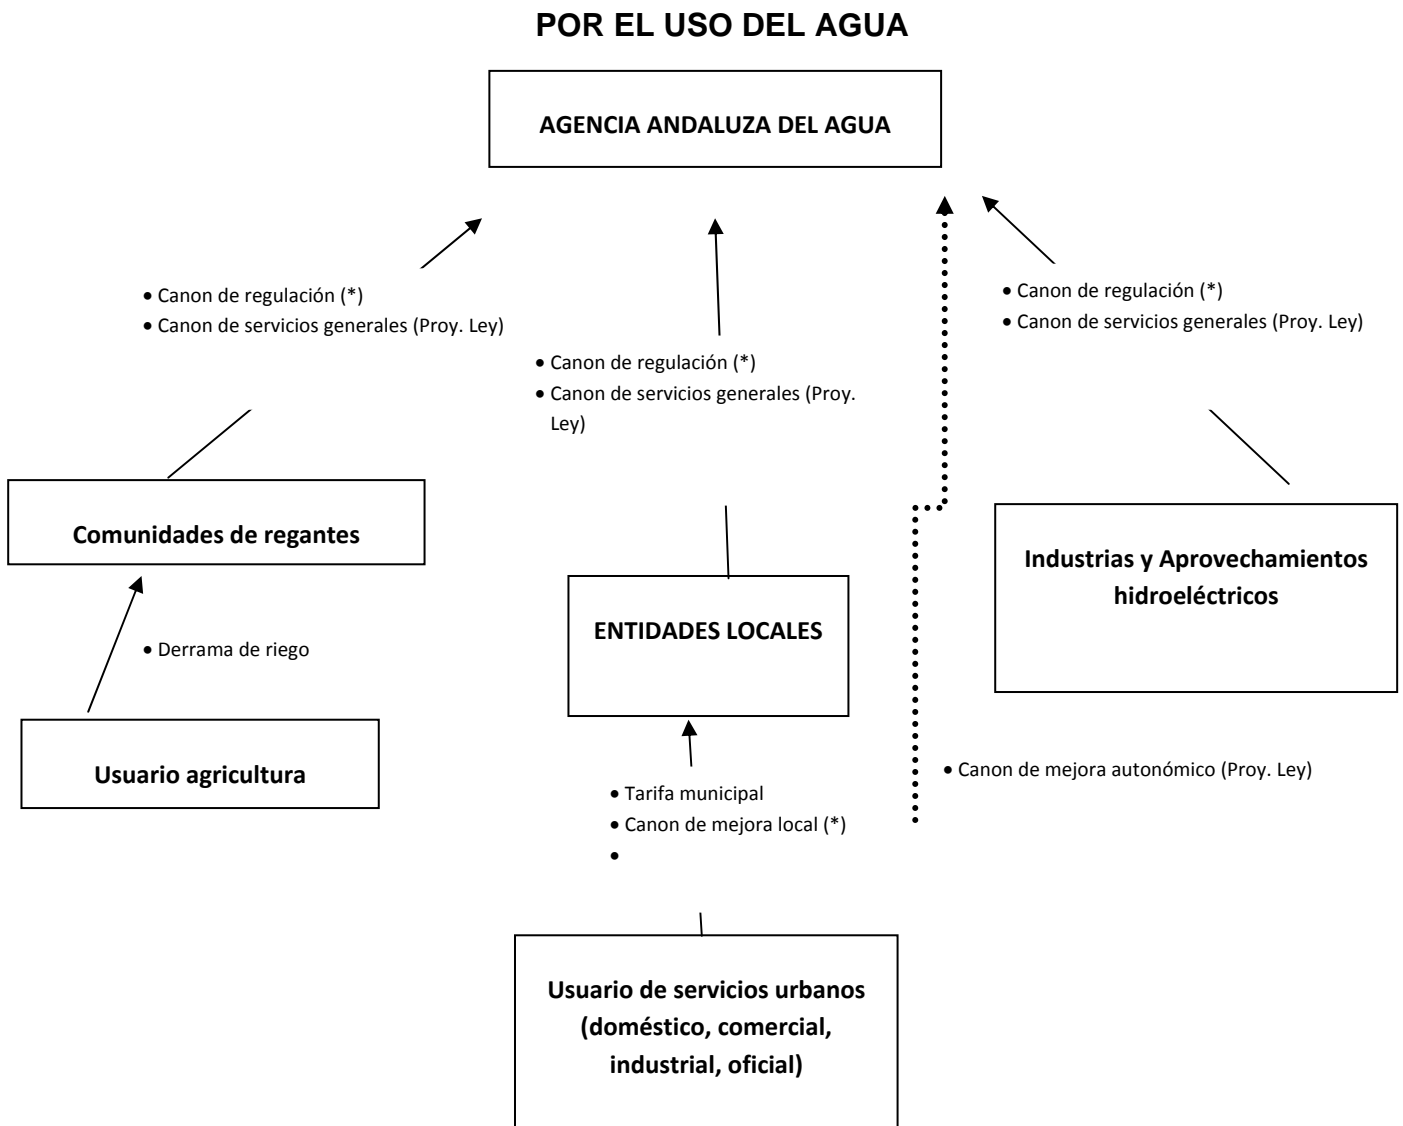 POR EL USO DEL AGUA
AGENCIA ANDALUZA DEL AGUA
• Canon de regulación (*)
• Canon de servicios generales (Proy. Ley)
• Canon de regulación (*)
• Canon de servicios generales (Proy.
Ley)
• Canon de regulación (*)
• Canon de servicios generales (Proy. Ley)
Comunidades de regantes
• Derrama de riego
Usuario agricultura
ENTIDADES LOCALES
Industrias y Aprovechamientos
hidroeléctricos
• Tarifa municipal
• Canon de mejora local (*)
•
• Canon de mejora autonómico (Proy. Ley)
Usuario de servicios urbanos
(doméstico, comercial,
industrial, oficial)